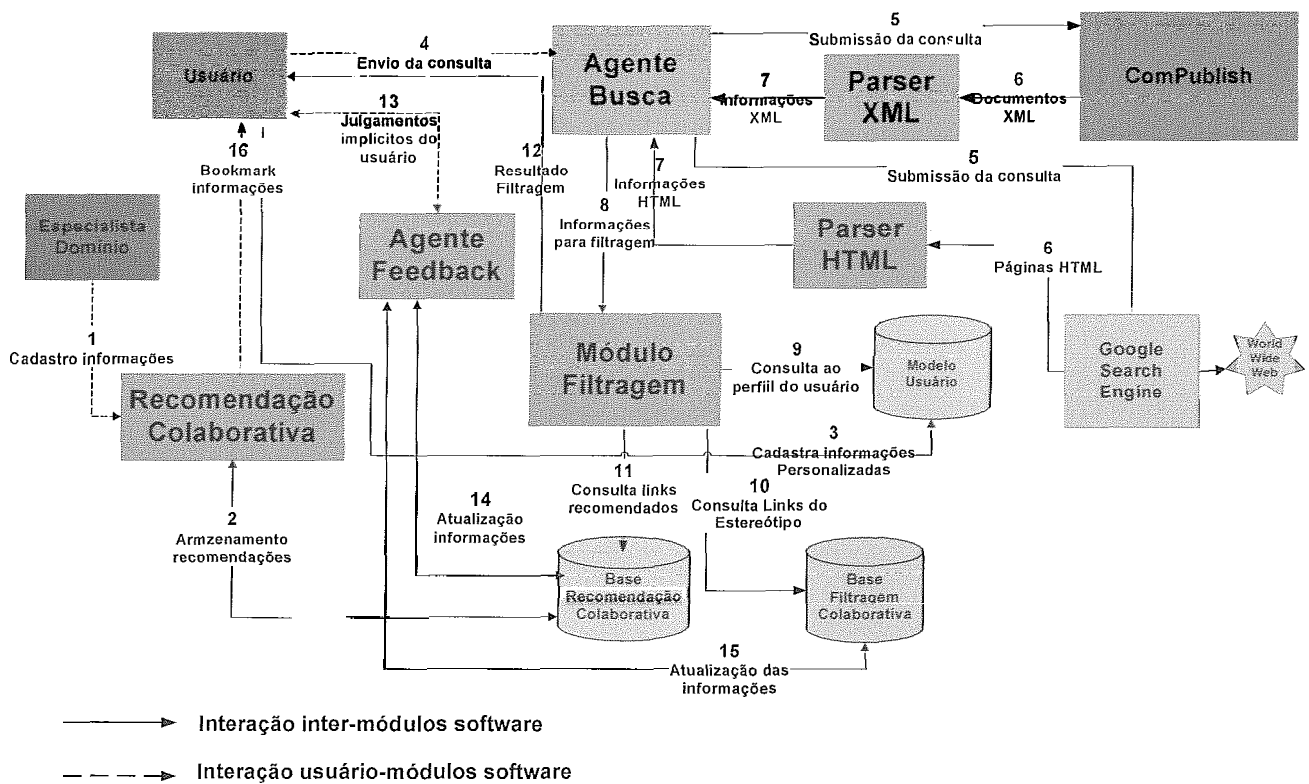 Usuário
4
Envio da consulta
Agente
Busca
5
Submissão da consulta
ComPublish
Parser
XML
7
Informações
XML
6
Documentos
XML
13
Julgamentos
implicitos do
usuário
16
Bookmark
informações
12
Resultado
Filtragem
7
Informações
HTML
5
Submissão da consulta
Especialista
Domínio
Agente
Feedback
8
Informações
para filtragem
Parser
HTML
6
Páginas HTML
1
Cadastro informações
Módulo
Filtragem
9
Consulta ao
perfiil do usuário
Modelo
Usuário
Google
Search
Engine
World
Wide
Web
Recomendação
Colaborativa
3
Cadastra informações
Personalizadas
11
Consulta links
recomendados
10
Consulta Links do
Estereótipo
14
Atualização
informações
2
Armzenamento
recomendações
Base
Recomendação
Colaborativa
Base
Filtragem
Colaborativa
15
Atualização das
informações
Interação inter-módulos software
Interação usuário-módulos software